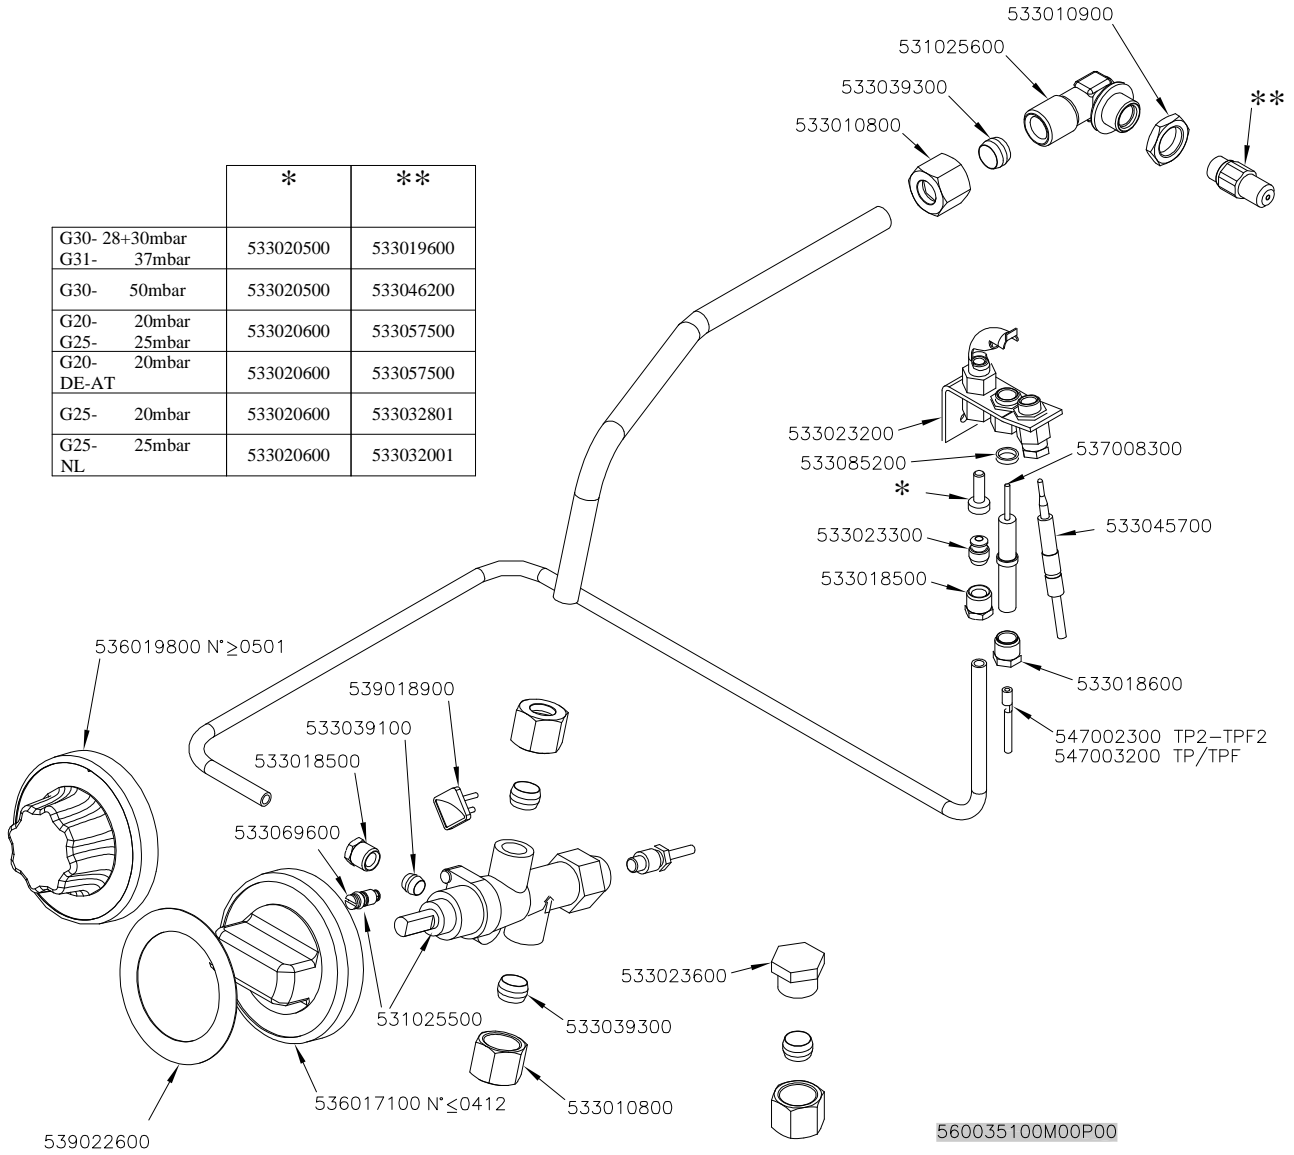 533010900
531025600
533039300
**
533010800
* **
G30- 28+30mbar
G31- 37mbar
533020500 533019600
G30- 50mbar 533020500 533046200
G20- 20mbar
G25- 25mbar
533020600 533057500
G20- 20mbar
DE-AT
533020600 533057500
G25- 20mbar 533020600 533032801
G25- 25mbar
NL
533020600 533032001
533023200
533085200
537008300
*
533045700
533023300
533018500
536019800 N°≥0501
539018900
533018600
533039100
547002300 TP2-TPF2
547003200 TP/TPF
533018500
533069600
533023600
531025500
533039300
536017100 N°≤0412
533010800
539022600
560035100M00P00